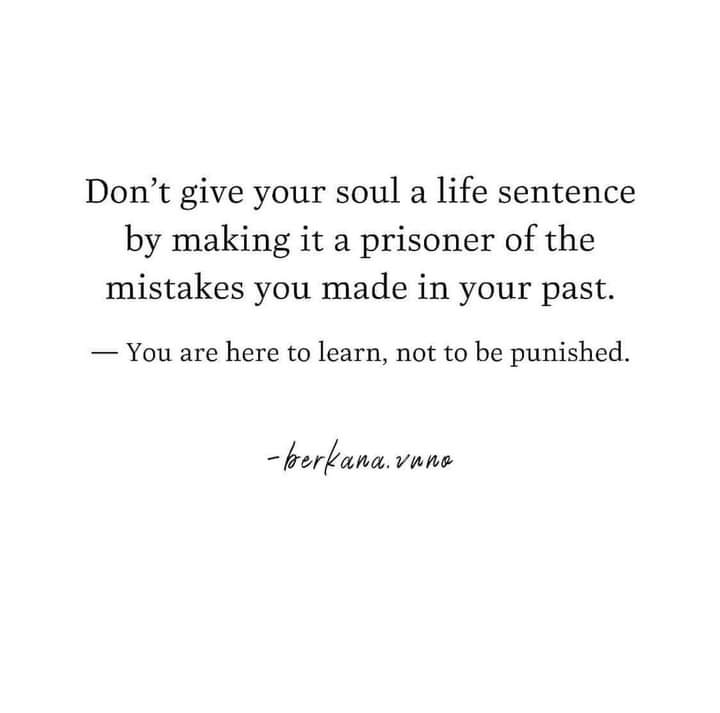 Don’t give your soul a life sentence
by making it a prisoner of the
mistakes you made in your past.
— You are here to learn, not to be punished.
-berkana.vuno